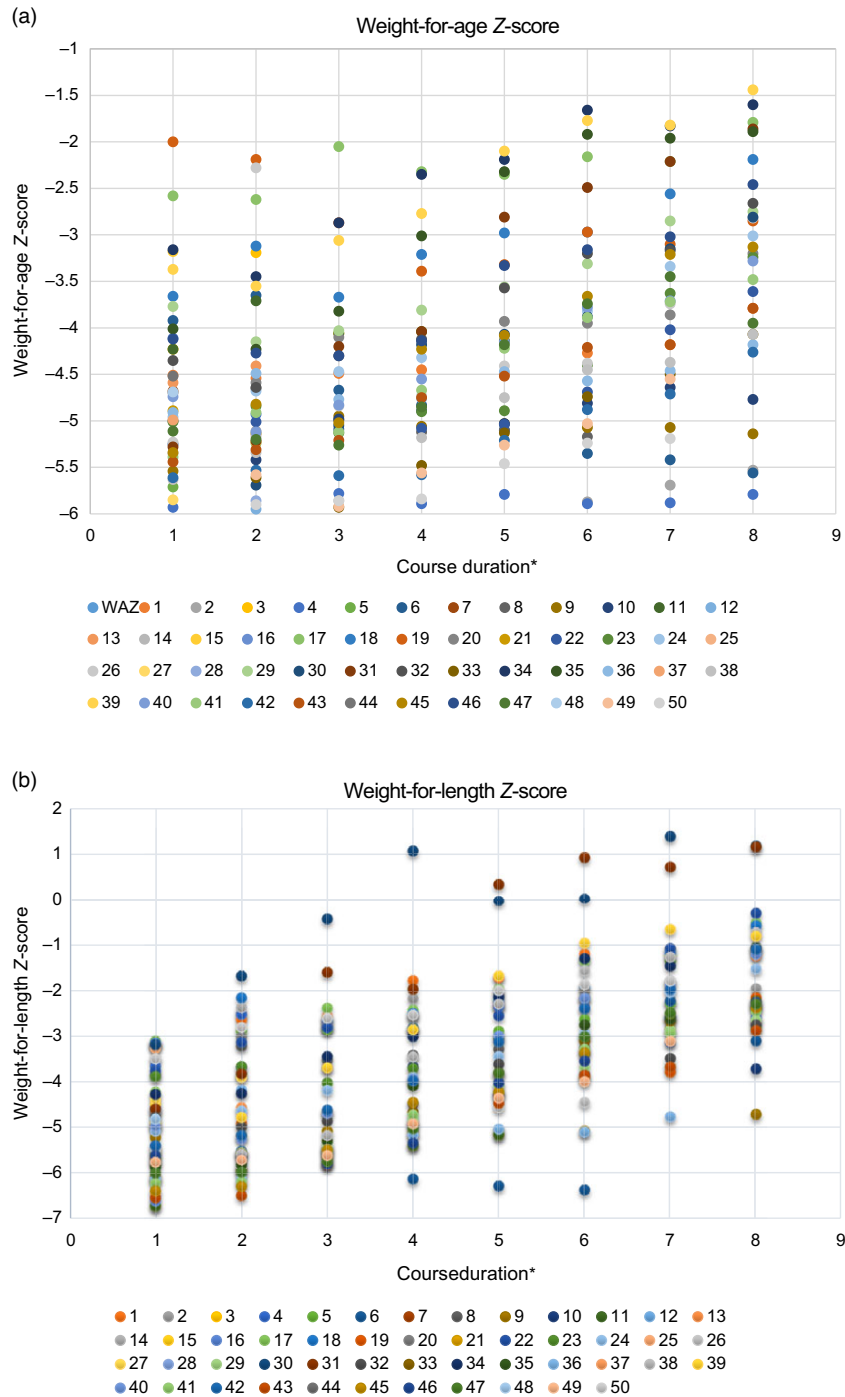 (a)
Weight-for-age Z-score
–1
–1.5
–2
–2.5
–3
–3.5
–4
–4.5
–5
–5.5
–6
Weight-for-age Z-score
0 1 2 3 4 5 6 7 8 9
Course duration*
WAZ 1 2 3 4 5 6 7 8 9 10 11 12
13 14 15 16 17 18 19 20 21 22 23 24 25
26 27 28 29 30 31 32 33 34 35 36 37 38
39 40 41 42 43 44 45 46 47 48 49 50
(b)
Weight-for-length Z-score
2
1
0
–1
–2
–3
–4
–5
–6
–7
Weight-for-length Z-score
0 1 2 3 4 5 6 7 8 9
Courseduration*
1 2 3 4 5 6 7 8 9 10 11 12 13
14 15 16 17 18 19 20 21 22 23 24 25 26
27 28 29 30 31 32 33 34 35 36 37 38 39
40 41 42 43 44 45 46 47 48 49 50